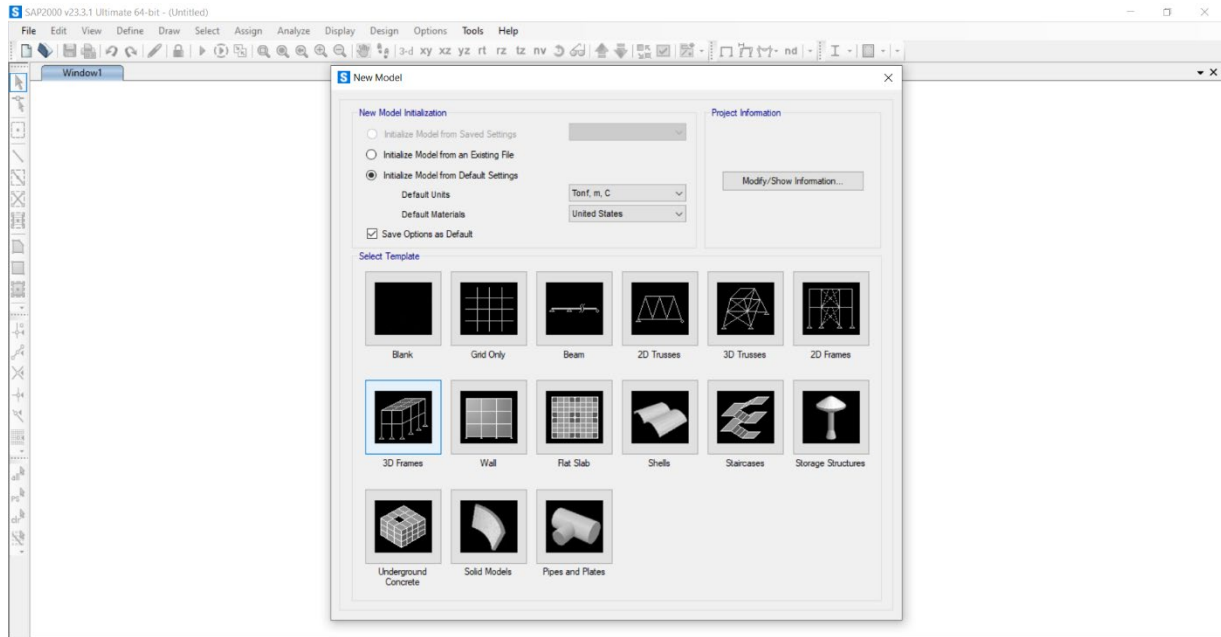 SAP2000 v23.3.1 Ultimate 64-bit - (Untitled)
File Edit View Define Draw Select Assign Analyze Display Design Options Tools Help
3-d xy xz yz rt rz tz nv nd
Window1
New Model
New Model Initialization
Project Information
Initialize Model from Saved Settings
Initialize Model from an Existing File
Initialize Model from Default Settings
Modify/Show Information...
Default Units Tonf, m, C
Default Materials United States
Save Options as Default
Select Template
Blank Grid Only Beam 2D Trusses 3D Trusses 2D Frames
3D Frames Wall Flat Slab Shells Staircases Storage Structures
Underground Solid Models Pipes and Plates
Concrete
all
ps
clr